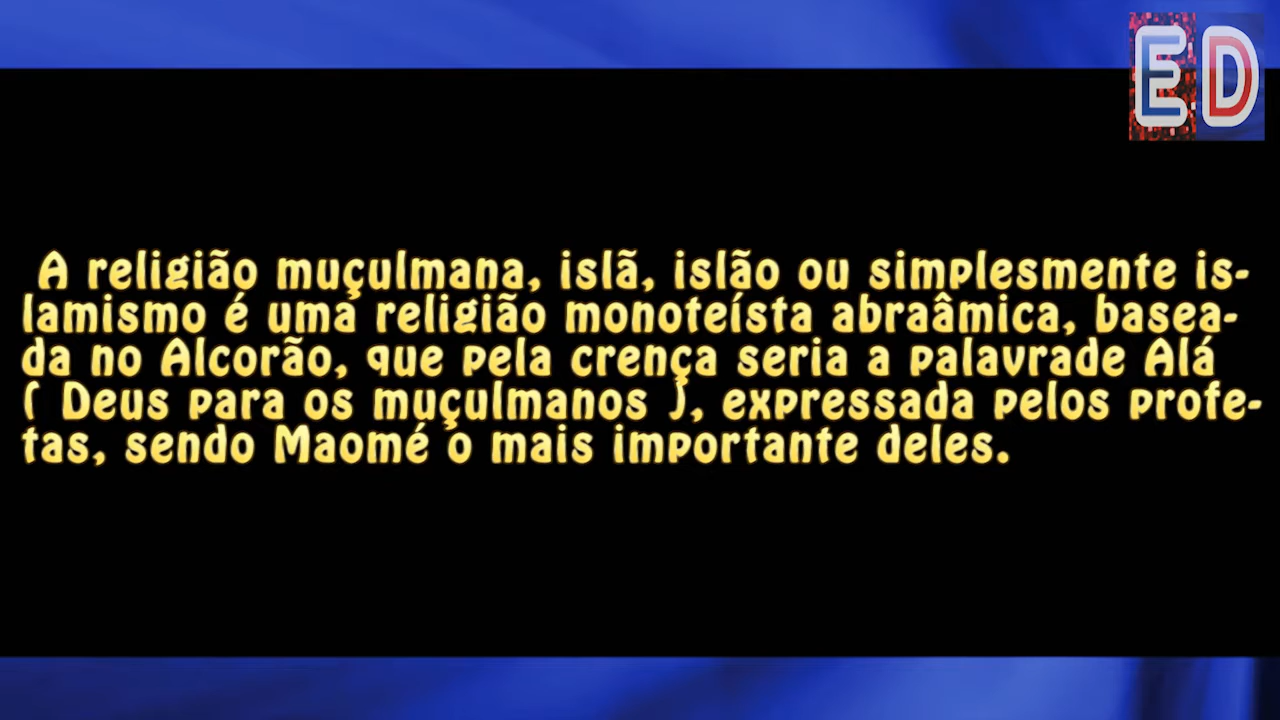 ED
A religião muçulmana, islã, islão ou simplesmente is-
lamismo é uma religião monoteísta abraâmica, basea-
da no Alcorão, que pela crença seria a palavrade Alá
( Deus para os muçulmanos ), expressada pelos profe-
tas, sendo Maomé o mais importante deles.